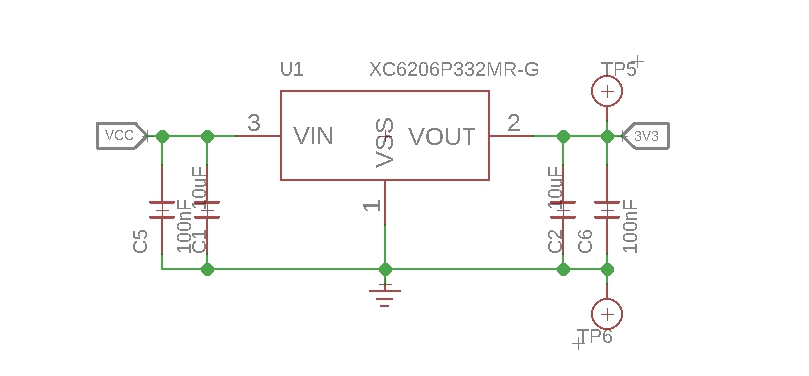 U1
XC6206P332MR-G
TP5
VCC
3
VIN
VSS
VOUT
2
3V3
1
C5
100nF
C1
10uF
C2
10uF
C6
100nF
TP6